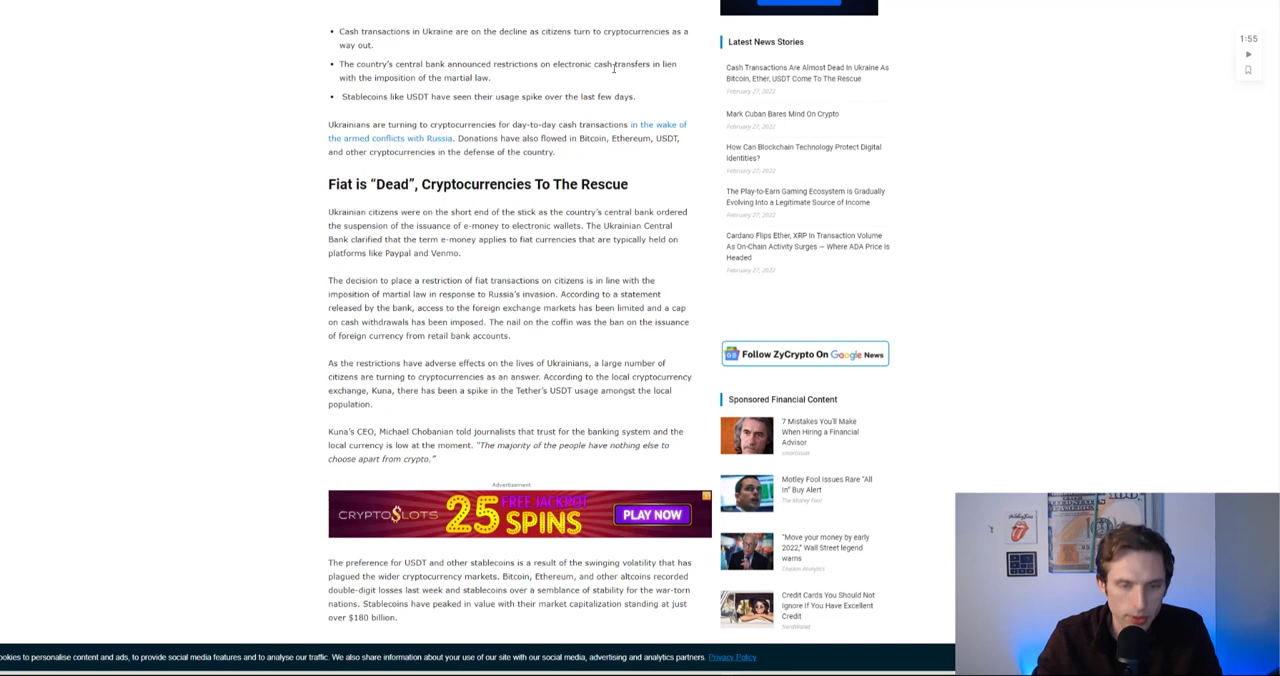 Cash transactions in Ukraine are on the decline as citizens turn to cryptocurrencies as a
way out.
The country's central bank announced restrictions on electronic cash transfers in lien
with the imposition of the martial law.
Stablecoins like USDT have seen their usage spike over the last few days.
Ukrainians are turning to cryptocurrencies for day-to-day cash transactions in the wake of
the armed conflicts with Russia. Donations have also flowed in Bitcoin, Ethereum, USDT,
and other cryptocurrencies in the defense of the country.
Fiat is “Dead”, Cryptocurrencies To The Rescue
Ukrainian citizens were on the short end of the stick as the country's central bank ordered
the suspension of the issuance of e-money to electronic wallets. The Ukrainian Central
Bank clarified that the term e-money applies to fiat currencies that are typically held on
platforms like Paypal and Venmo.
The decision to place a restriction of fiat transactions on citizens is in line with the
imposition of martial law in response to Russia's invasion. According to a statement
released by the bank, access to the foreign exchange markets has been limited and a cap
on cash withdrawals has been imposed. The nail on the coffin was the ban on the issuance
of foreign currency from retail bank accounts.
As the restrictions have adverse effects on the lives of Ukrainians, a large number of
citizens are turning to cryptocurrencies as an answer. According to the local cryptocurrency
exchange, Kuna, there has been a spike in the Tether's USDT usage amongst the local
population.
Kuna's CEO, Michael Chobanian told journalists that trust for the banking system and the
local currency is low at the moment. “The majority of the people have nothing else to
choose apart from crypto.”
Advertisement
CRYPTO$LOTS 25 FREE JACKPOT SPINS PLAY NOW
The preference for USDT and other stablecoins is a result of the swinging volatility that has
plagued the wider cryptocurrency markets. Bitcoin, Ethereum, and other altcoins recorded
double-digit losses last week and stablecoins over a semblance of stability for the war-torn
nations. Stablecoins have peaked in value with their market capitalization standing at just
over $180 billion.
Latest News Stories
Cash Transactions Are Almost Dead In Ukraine As
Bitcoin, Ether, USDT Come To The Rescue
February 27, 2022
Mark Cuban Bares Mind On Crypto
February 27, 2022
How Can Blockchain Technology Protect Digital
Identities?
February 27, 2022
The Play-to-Earn Gaming Ecosystem is Gradually
Evolving Into a Legitimate Source of Income
February 27, 2022
Cardano Flips Ether, XRP In Transaction Volume
As On-Chain Activity Surges — Where ADA Price Is
Headed
February 27, 2022
Follow ZyCrypto On Google News
Sponsored Financial Content
7 Mistakes You'll Make
When Hiring a Financial
Advisor
smartasset
Motley Fool Issues Rare "All
In" Buy Alert
The Motley Fool
"Move your money by early
2022," Wall Street legend
warns
Chaikin Analytics
Credit Cards You Should Not
Ignore If You Have Excellent
Credit
NerdWallet
1:55
ookies to personalise content and ads, to provide social media features and to analyse our traffic. We also share information about your use of our site with our social media, advertising and analytics partners. Privacy Policy
100